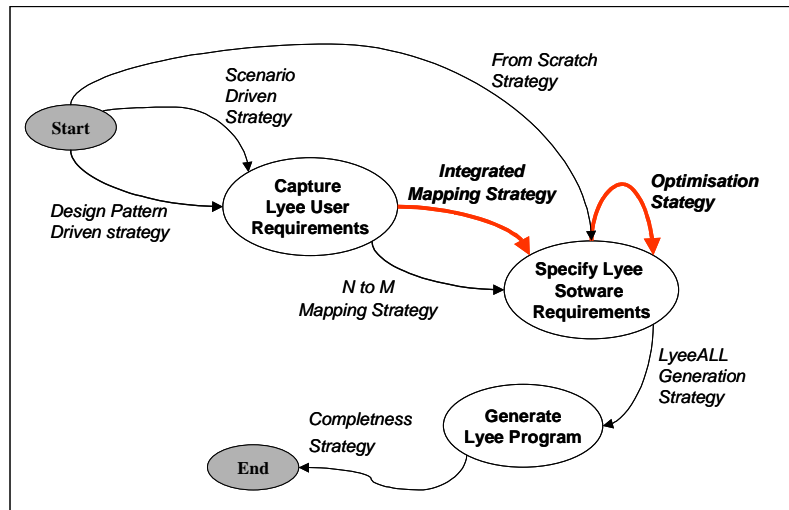 From Scratch
Strategy
Scenario
Driven
Strategy
Start
Integrated
Mapping Strategy
Optimisation
Stategy
Capture
Lyee User
Requirements
Design Pattern
Driven strategy
N to M
Mapping Strategy
Specify Lyee
Sotware
Requirements
LyeeALL
Generation
Strategy
Generate
Lyee Program
Completness
Strategy
End